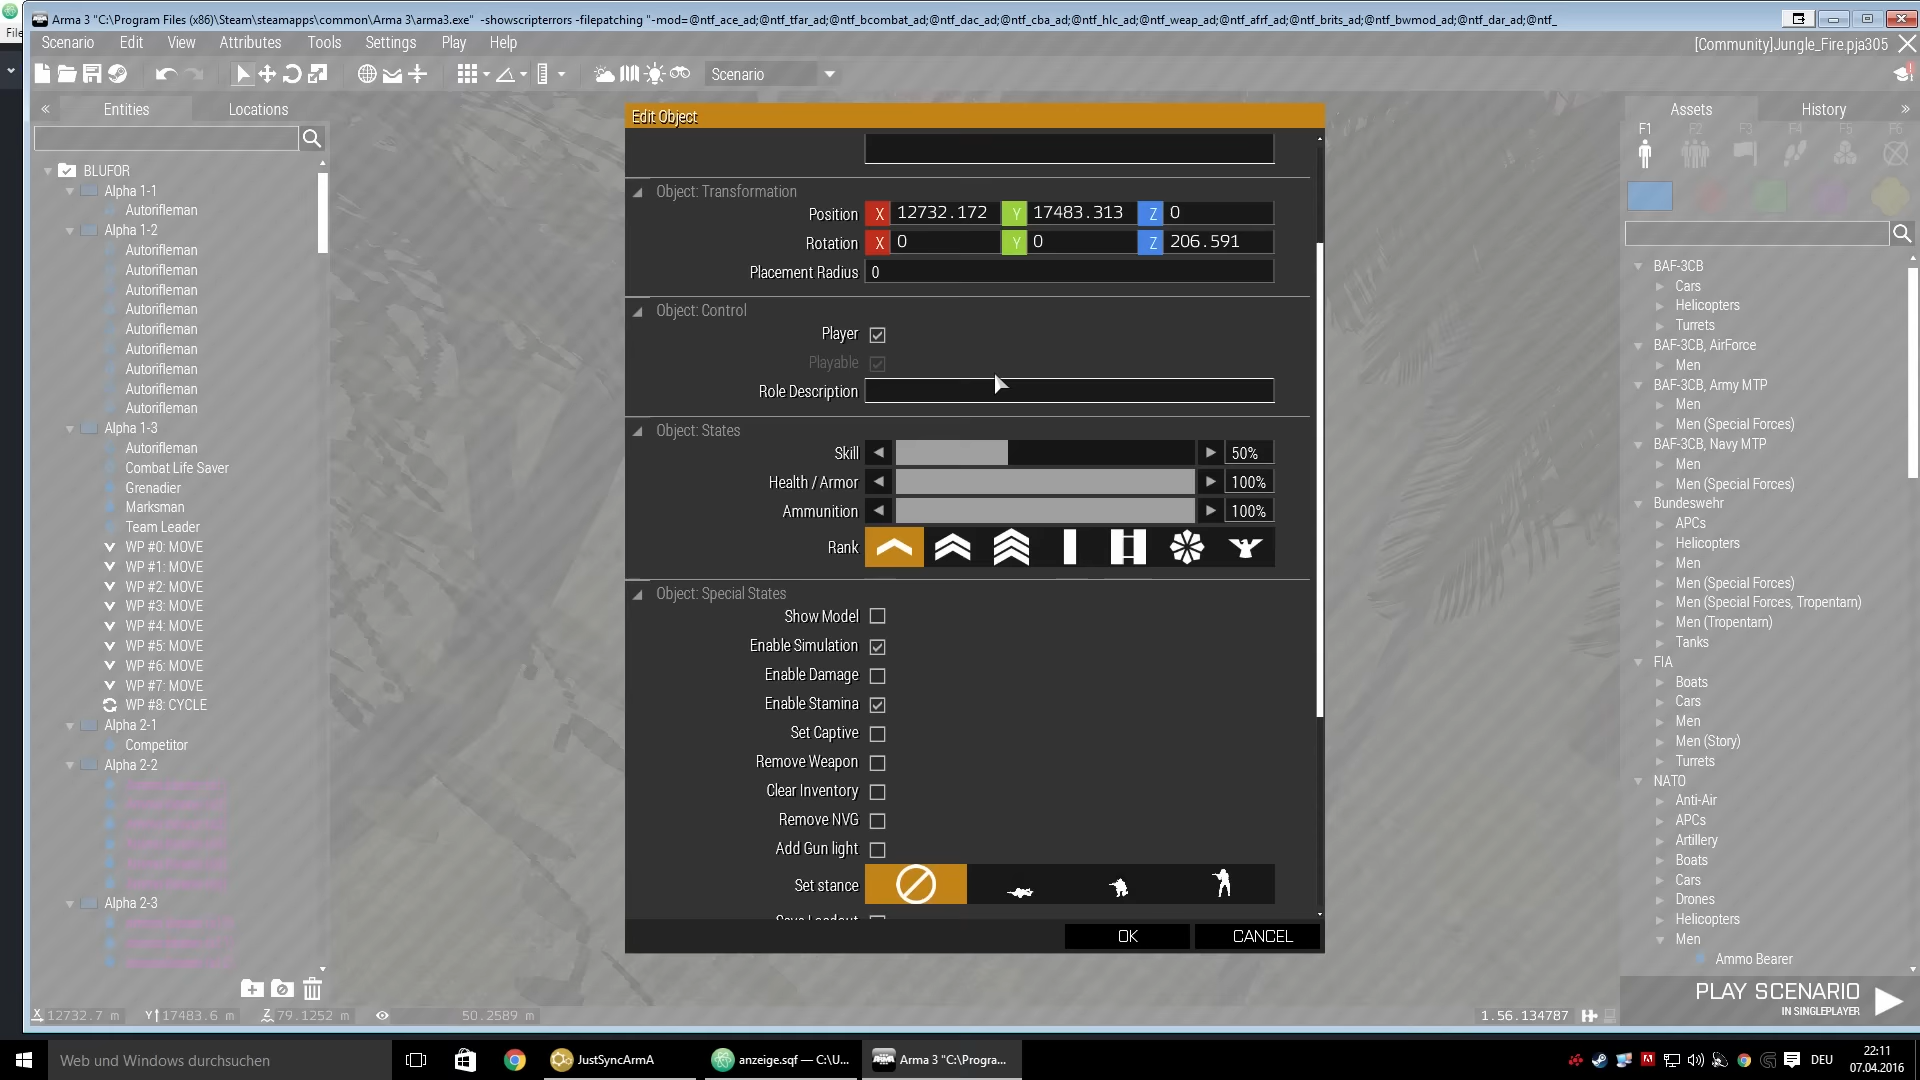 Arma 3 "C:\Program Files (x86)\Steam\steamapps\common\Arma 3\arma3.exe" -showscripterrors -filepatching "-mod=@ntf_ace_ad;@ntf_tfar_ad;@ntf_bcombat_ad;@ntf_dac_ad;@ntf_cba_ad;@ntf_hlc_ad;@ntf_weap_ad;@ntf_afrf_ad;@ntf_brits_ad;@ntf_bwmod_ad;@ntf_dar_ad;@ntf_
File
Scenario Edit View Attributes Tools Settings Play Help
[Community]Jungle_Fire.pja305
Scenario
Entities Locations
BLUFOR
Alpha 1-1
Autorifleman
Alpha 1-2
Autorifleman
Autorifleman
Autorifleman
Autorifleman
Autorifleman
Autorifleman
Autorifleman
Autorifleman
Autorifleman
Alpha 1-3
Autorifleman
Combat Life Saver
Grenadier
Marksman
Team Leader
WP #0: MOVE
WP #1: MOVE
WP #2: MOVE
WP #3: MOVE
WP #4: MOVE
WP #5: MOVE
WP #6: MOVE
WP #7: MOVE
WP #8: CYCLE
Alpha 2-1
Competitor
Alpha 2-2
Alpha 2-3
Edit Object
Object: Transformation
Position X 12732.172 Y 17483.313 Z 0
Rotation X 0 Y 0 Z 206.591
Placement Radius 0
Object: Control
Player
Playable
Role Description
Object: States
Skill 50%
Health / Armor 100%
Ammunition 100%
Rank
Object: Special States
Show Model
Enable Simulation
Enable Damage
Enable Stamina
Set Captive
Remove Weapon
Clear Inventory
Remove NVG
Add Gun light
Set stance
Save Loadout
OK CANCEL
Assets History
F1 F2 F3 F4 F5 F6
BAF-3CB
Cars
Helicopters
Turrets
BAF-3CB, AirForce
Men
BAF-3CB, Army MTP
Men
Men (Special Forces)
BAF-3CB, Navy MTP
Men
Men (Special Forces)
Bundeswehr
APCs
Helicopters
Men
Men (Special Forces)
Men (Special Forces, Tropentarn)
Men (Tropentarn)
Tanks
FIA
Boats
Cars
Men
Men (Story)
Turrets
NATO
Anti-Air
APCs
Artillery
Boats
Cars
Drones
Helicopters
Men
Ammo Bearer
PLAY SCENARIO
IN SINGLEPLAYER
X 12732.7 m Y 17483.6 m Z 79.1252 m 50.2589 m
1.56.134787
Web und Windows durchsuchen
JustSyncArmA
anzeige.sqf — C:\U...
Arma 3 "C:\Progra...
DEU
22:11
07.04.2016